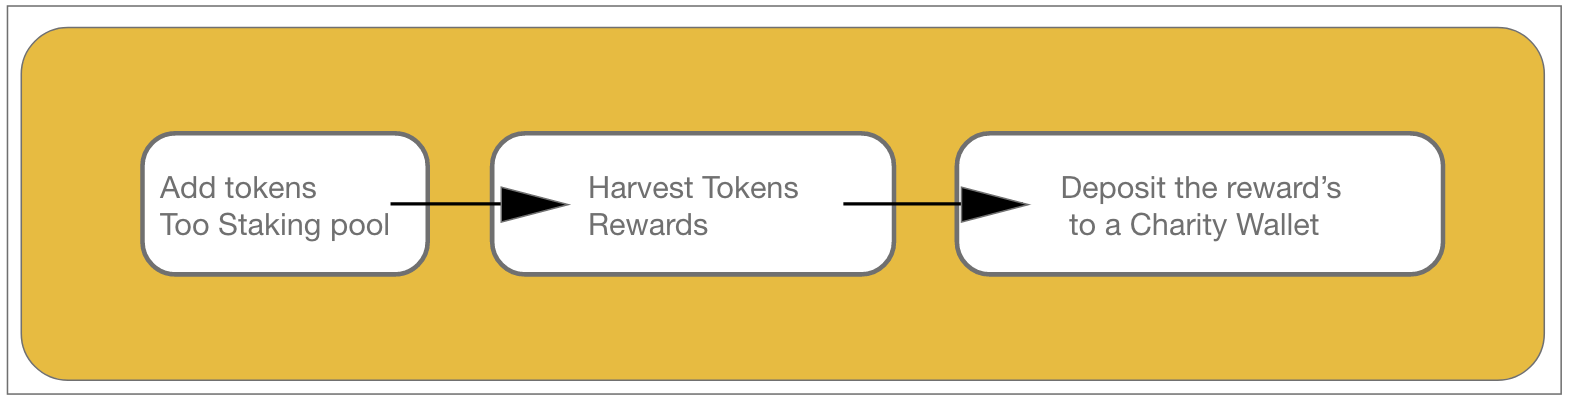 Add tokens
Too Staking pool
Harvest Tokens
Rewards
Deposit the reward’s
to a Charity Wallet